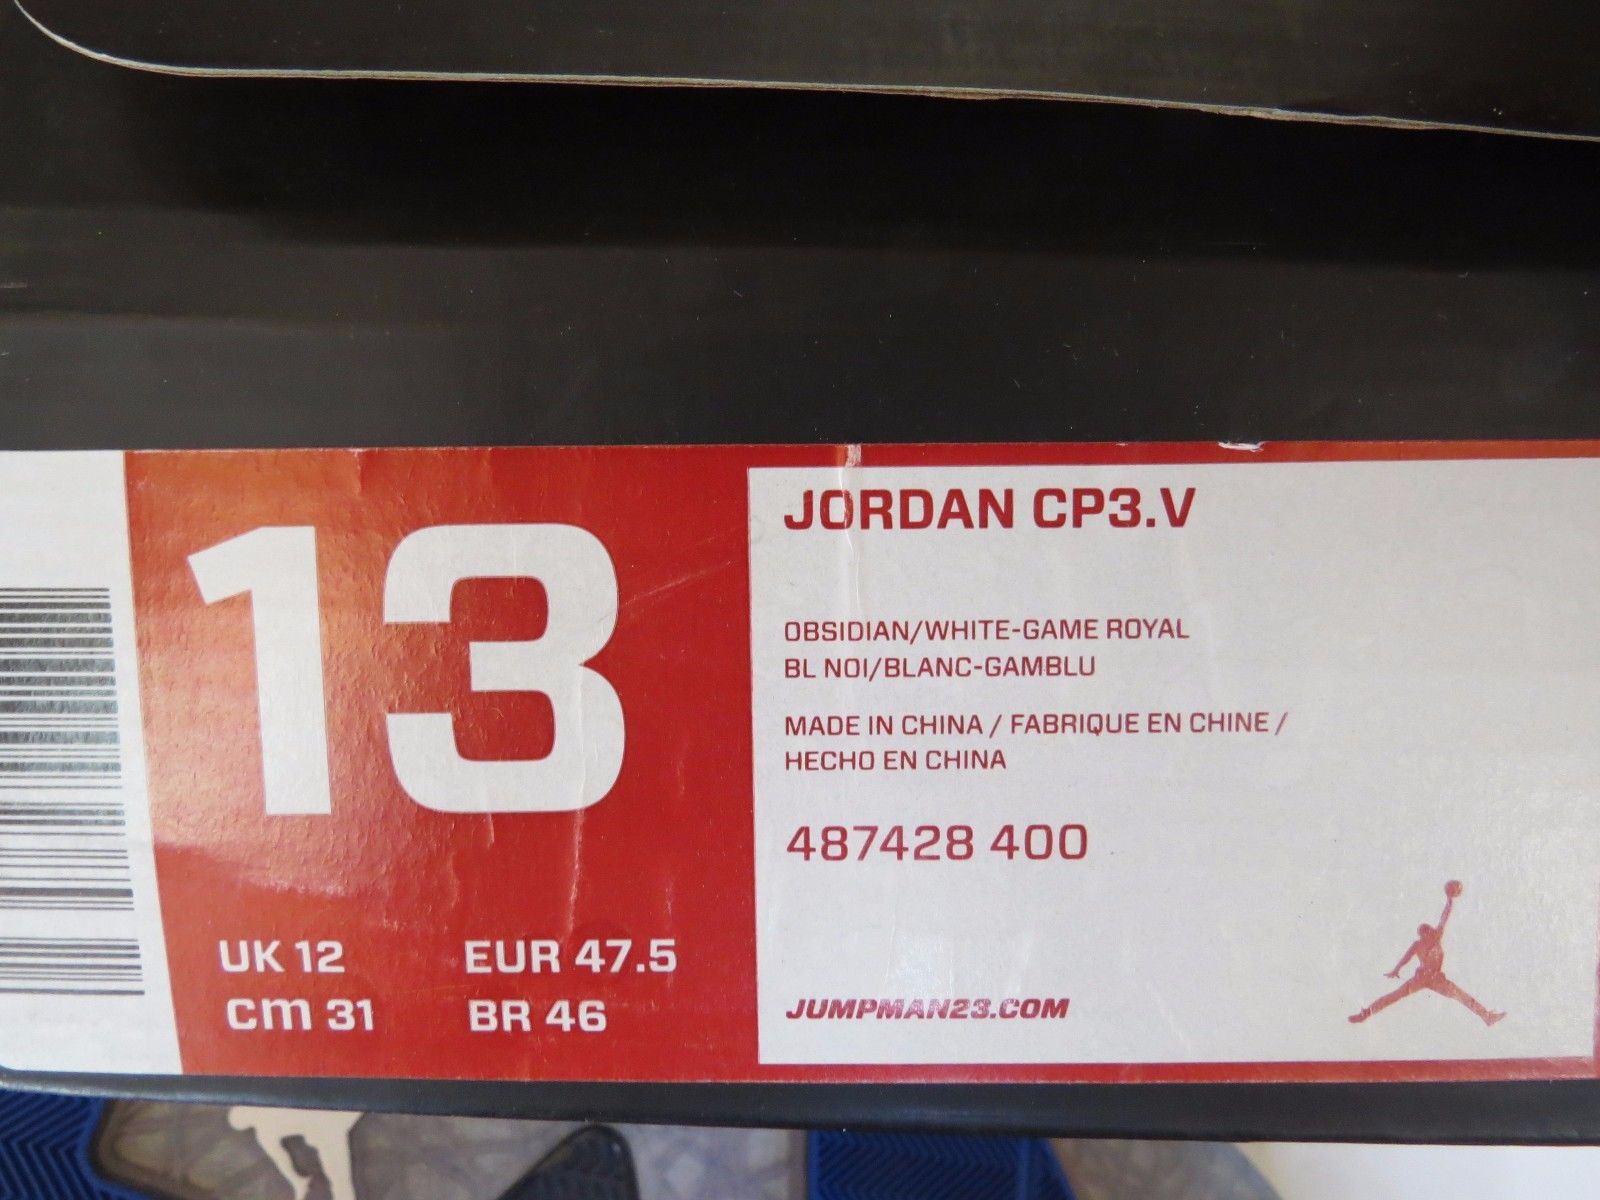 13
UK 12
EUR 47.5
cm 31
BR 46
JORDAN CP3.V
OBSIDIAN/WHITE-GAME ROYAL
BL NOI/BLANC-GAMBLU
MADE IN CHINA / FABRIQUE EN CHINE /
HECHO EN CHINA
487428 400
JUMPMAN23.COM